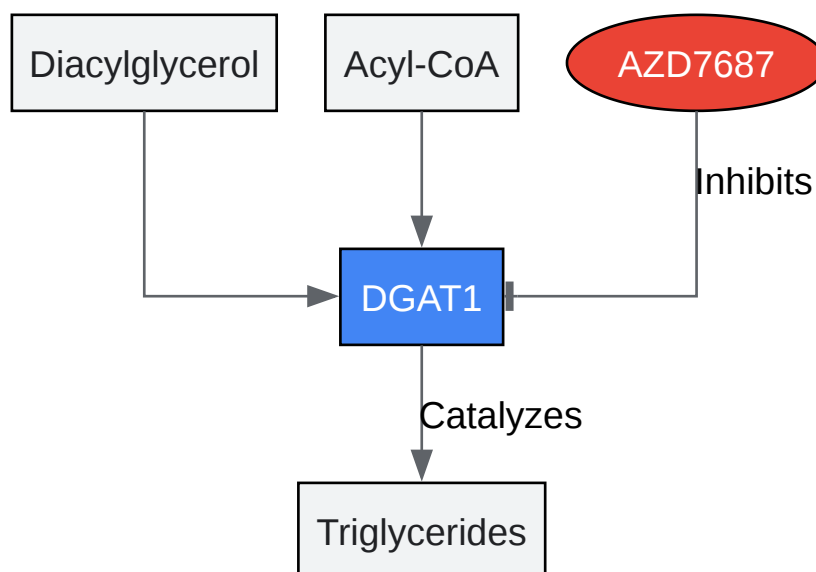 Diacylglycerol
Acyl-CoA
AZD7687
Inhibits
DGAT1
Catalyzes
Triglycerides